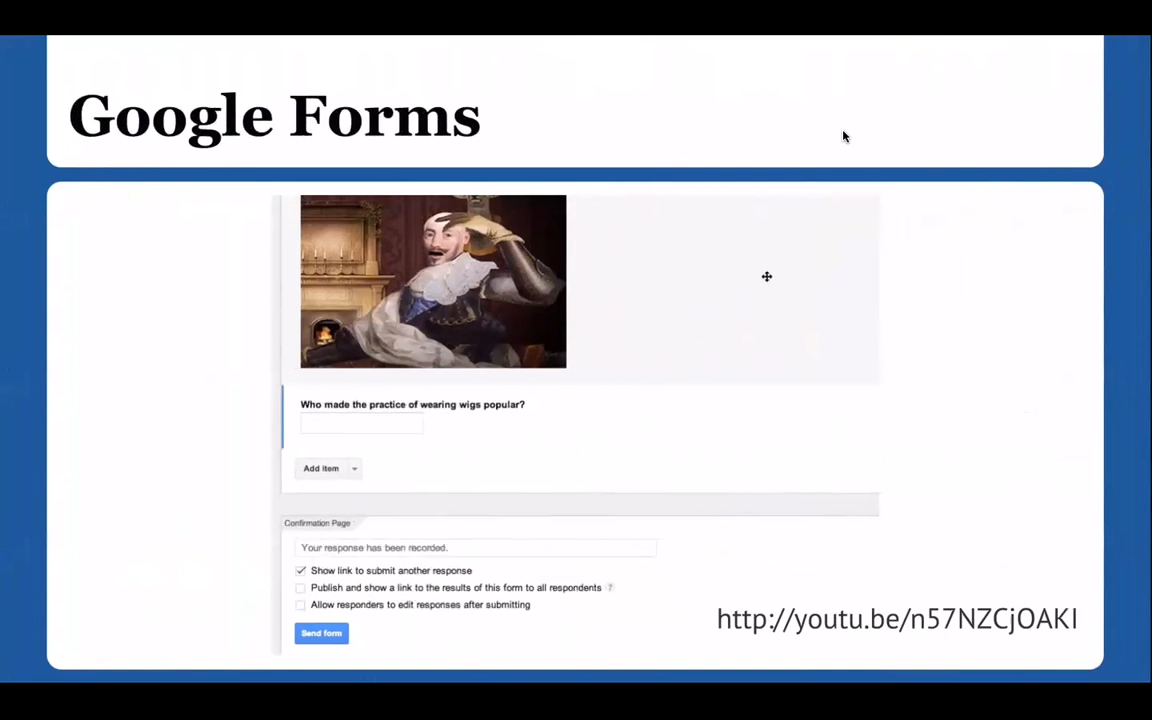 Google Forms
Who made the practice of wearing wigs popular?
Add item
Confirmation Page
Your response has been recorded.
Show link to submit another response
Publish and show a link to the results of this form to all respondents ?
Allow responders to edit responses after submitting
Send form
http://youtu.be/n57NZCjOAKI